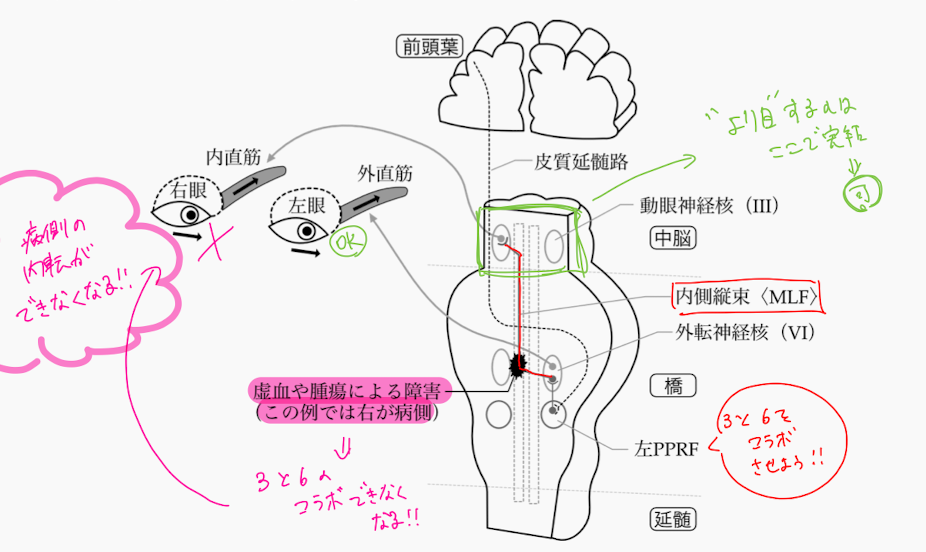 前頭葉
皮質延髄路
"より目"するのは
ここで完結
⇓
可
内直筋
外直筋
右眼
左眼
OK
動眼神経核（III）
中脳
病側の
内転が
できなくなる!!
内側縦束〈MLF〉
外転神経核（VI）
橋
虚血や腫瘍による障害
（この例では右が病側）
⇓
3と6の
コラボできなく
なる!!
左PPRF
3と6を
コラボ
させよう!!
延髄